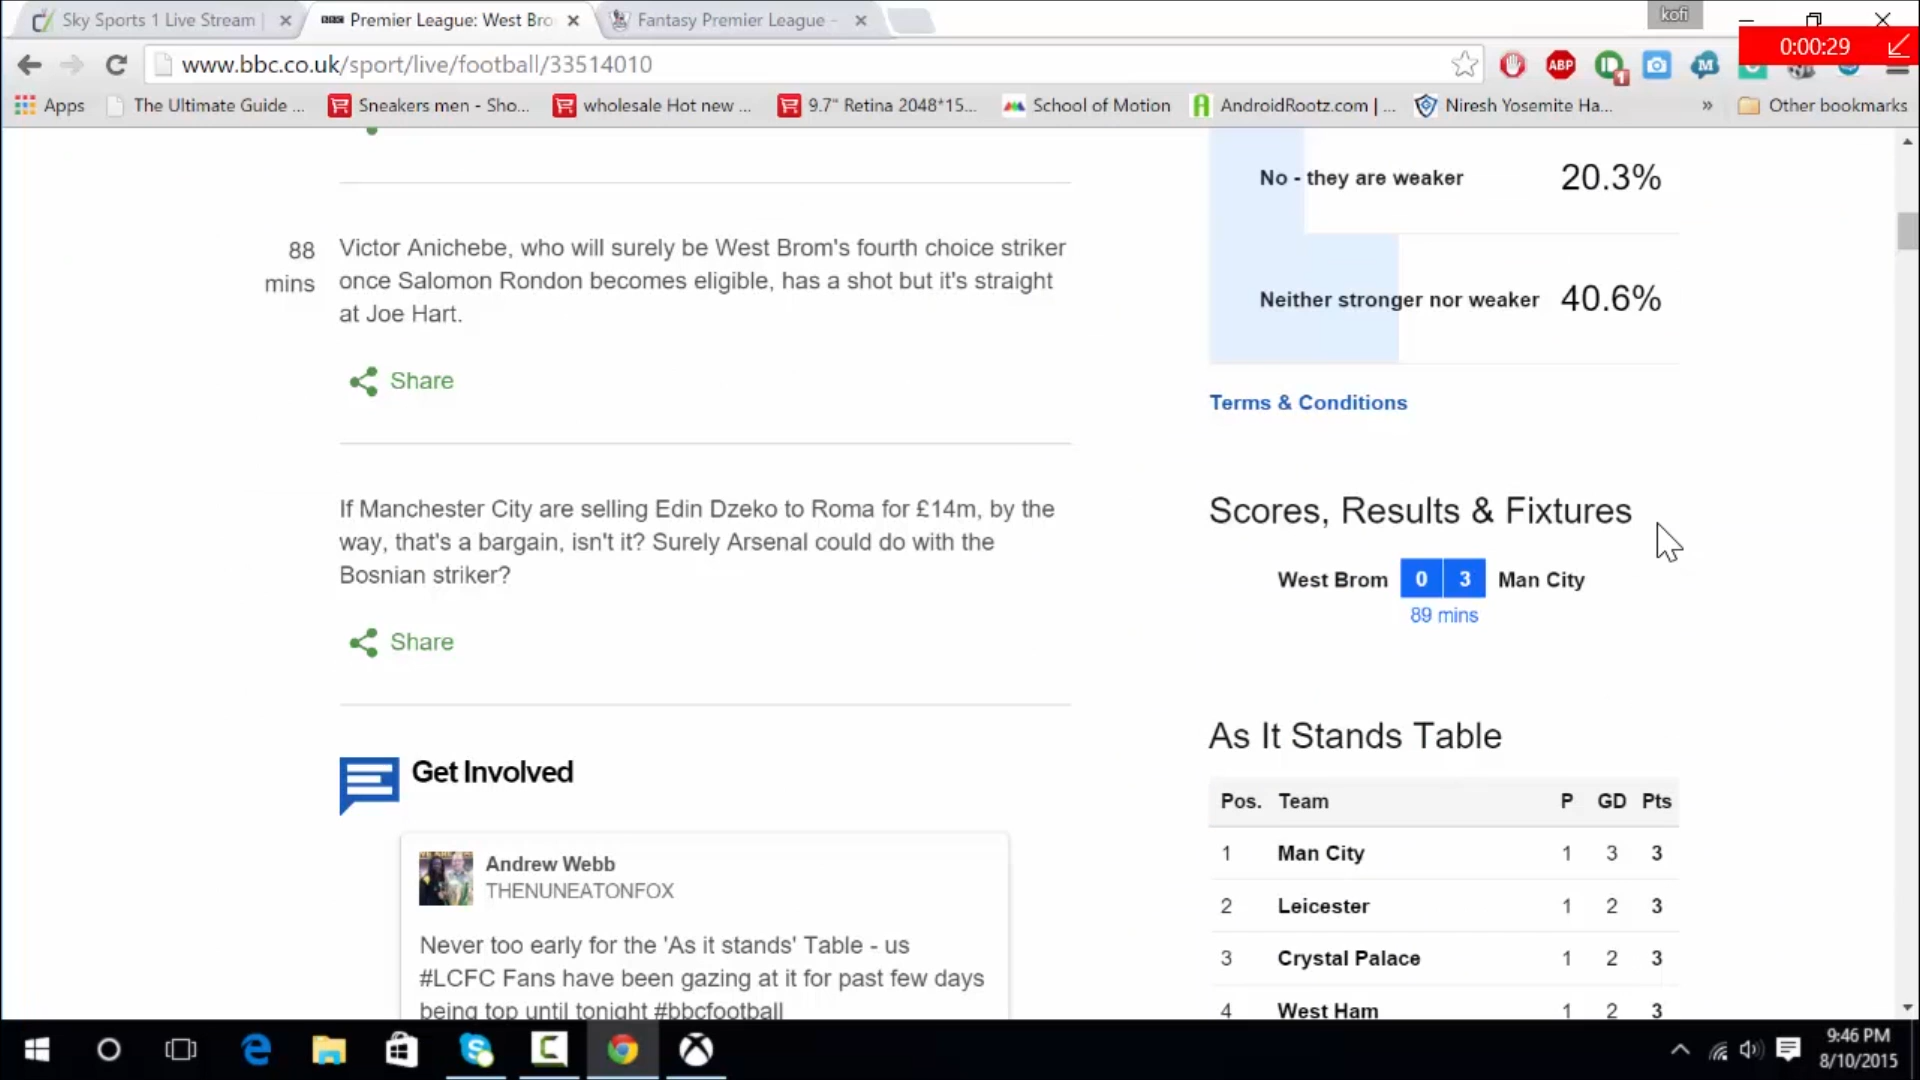 Sky Sports 1 Live Stream |
BBC Premier League: West Bro
Fantasy Premier League -
kofi
0:00:29
www.bbc.co.uk/sport/live/football/33514010
ABP
1
M
Apps
The Ultimate Guide ...
Sneakers men - Sho...
wholesale Hot new ...
9.7" Retina 2048*15...
School of Motion
AndroidRootz.com | ...
Niresh Yosemite Ha...
»
Other bookmarks
No - they are weaker 20.3%
Neither stronger nor weaker 40.6%
Terms & Conditions
88
mins
Victor Anichebe, who will surely be West Brom's fourth choice striker
once Salomon Rondon becomes eligible, has a shot but it's straight
at Joe Hart.
Share
If Manchester City are selling Edin Dzeko to Roma for £14m, by the
way, that's a bargain, isn't it? Surely Arsenal could do with the
Bosnian striker?
Share
Get Involved
Andrew Webb
THENUNEATONFOX
Never too early for the 'As it stands' Table - us
#LCFC Fans have been gazing at it for past few days
being top until tonight #bbcfootball
Scores, Results & Fixtures
West Brom 0 3 Man City
89 mins
As It Stands Table
Pos. Team P GD Pts
1 Man City 1 3 3
2 Leicester 1 2 3
3 Crystal Palace 1 2 3
4 West Ham 1 2 3
9:46 PM
8/10/2015